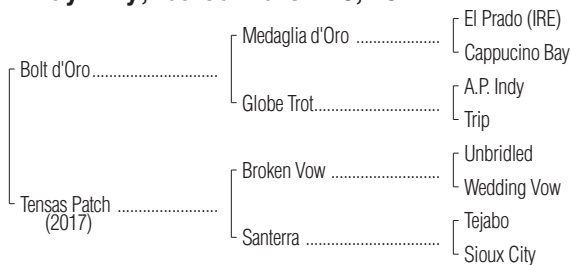 El Prado (IRE)
Medaglia d'Oro
Cappucino Bay
Bolt d'Oro
A.P. Indy
Globe Trot
Trip
Unbridled
Broken Vow
Wedding Vow
Tensas Patch
(2017)
Tejabo
Santerra
Sioux City